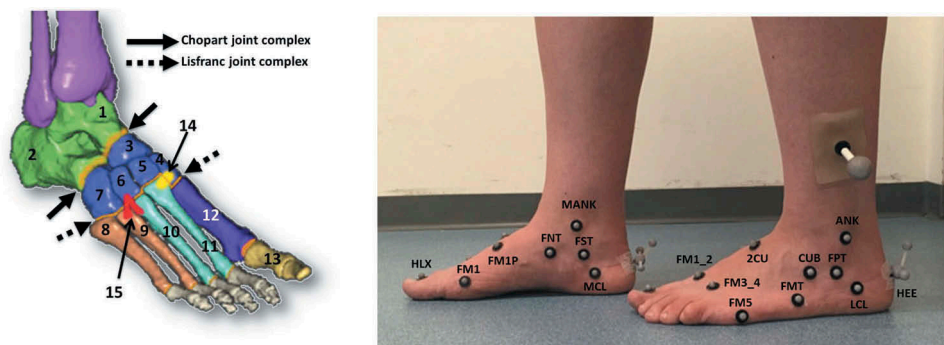 Chopart joint complex
Lisfranc joint complex
1
14
2
3
4
5
6
7
12
8
9
10
11
13
15
MANK
FNT
FST
FM1P
HLX
FM1
MCL
ANK
2CU
CUB
FPT
FM1_2
FM3_4
FMT
LCL
HEE
FM5